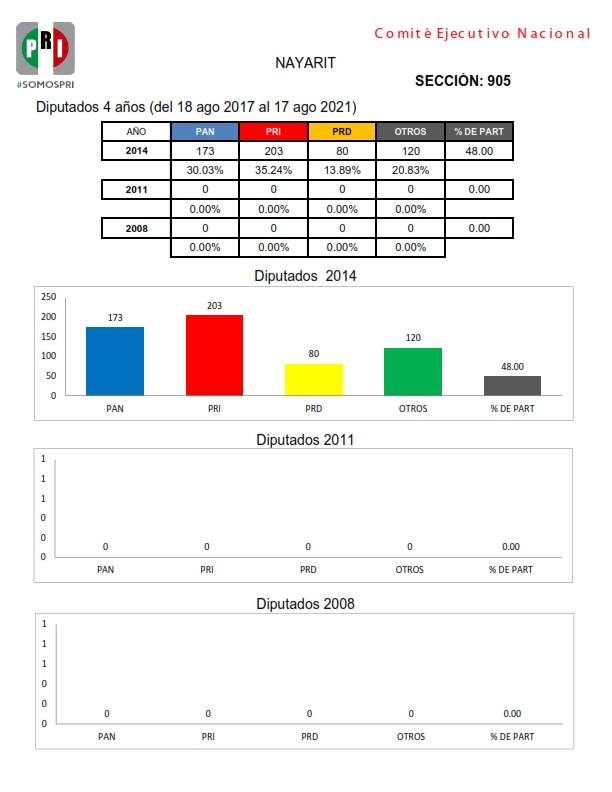 Comité Ejecutivo Nacional
PRI
#SOMOSPRI
NAYARIT
SECCIÓN: 905
Diputados 4 años (del 18 ago 2017 al 17 ago 2021)
AÑO PAN PRI PRD OTROS % DE PART
2014 173 203 80 120 48.00
30.03% 35.24% 13.89% 20.83%
2011 0 0 0 0 0.00
0.00% 0.00% 0.00% 0.00%
2008 0 0 0 0 0.00
0.00% 0.00% 0.00% 0.00%
Diputados 2014
250
200
150
100
50
0
173 203 80 120 48.00
PAN PRI PRD OTROS % DE PART
Diputados 2011
1
1
1
0
0
0
0 0 0 0 0.00
PAN PRI PRD OTROS % DE PART
Diputados 2008
1
1
1
0
0
0
0 0 0 0 0.00
PAN PRI PRD OTROS % DE PART